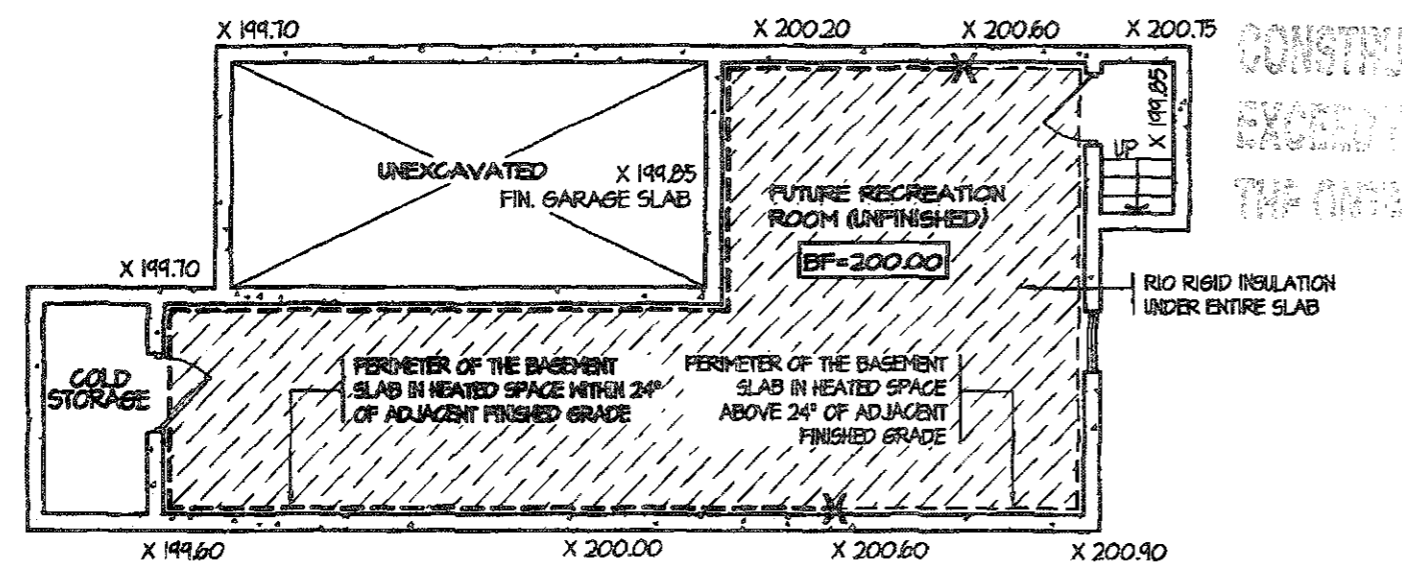 X 199.70
X 200.20
X 200.60
X 200.75
X 199.85
UP
UNEXCAVATED
X 199.85
FIN. GARAGE SLAB
FUTURE RECREATION
ROOM (UNFINISHED)
BF=200.00
X 199.70
R10 RIGID INSULATION
UNDER ENTIRE SLAB
COLD
STORAGE
PERIMETER OF THE BASEMENT
SLAB IN HEATED SPACE WITHIN 24"
OF ADJACENT FINISHED GRADE
PERIMETER OF THE BASEMENT
SLAB IN HEATED SPACE
ABOVE 24" OF ADJACENT
FINISHED GRADE
X 199.60
X 200.00
X 200.60
X 200.90